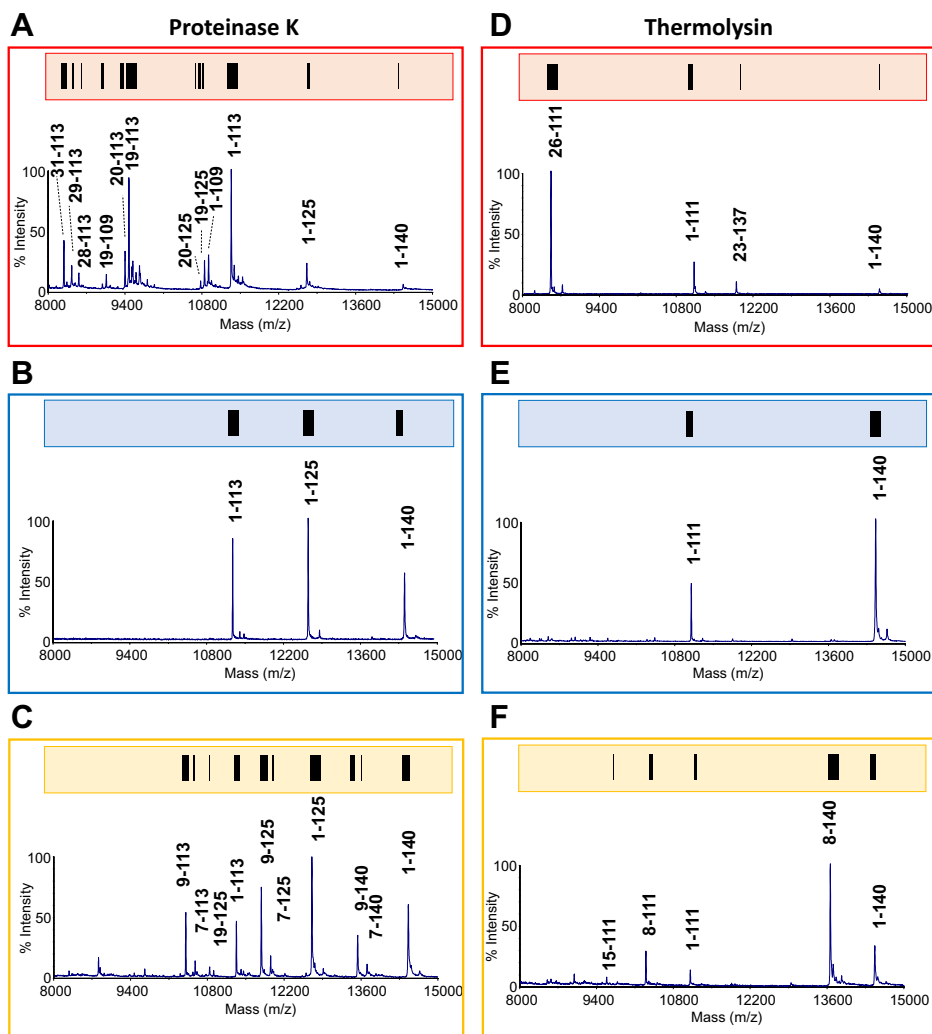 A
Proteinase K
D
Thermolysin
31-113
29-113
28-113
19-109
20-113
19-113
20-125
19-125
1-109
1-113
1-125
1-140
% Intensity
100
50
0
8000 9400 10800 12200 13600 15000
Mass (m/z)
26-111
1-111
23-137
1-140
% Intensity
100
50
0
8000 9400 10800 12200 13600 15000
Mass (m/z)
B
1-113
1-125
1-140
% Intensity
100
50
0
8000 9400 10800 12200 13600 15000
Mass (m/z)
E
1-111
1-140
% Intensity
100
50
0
8000 9400 10800 12200 13600 15000
Mass (m/z)
C
9-113
7-113
19-125
1-113
9-125
7-125
1-125
9-140
7-140
1-140
% Intensity
100
50
0
8000 9400 10800 12200 13600 15000
Mass (m/z)
F
15-111
8-111
1-111
8-140
1-140
% Intensity
100
50
0
8000 9400 10800 12200 13600 15000
Mass (m/z)